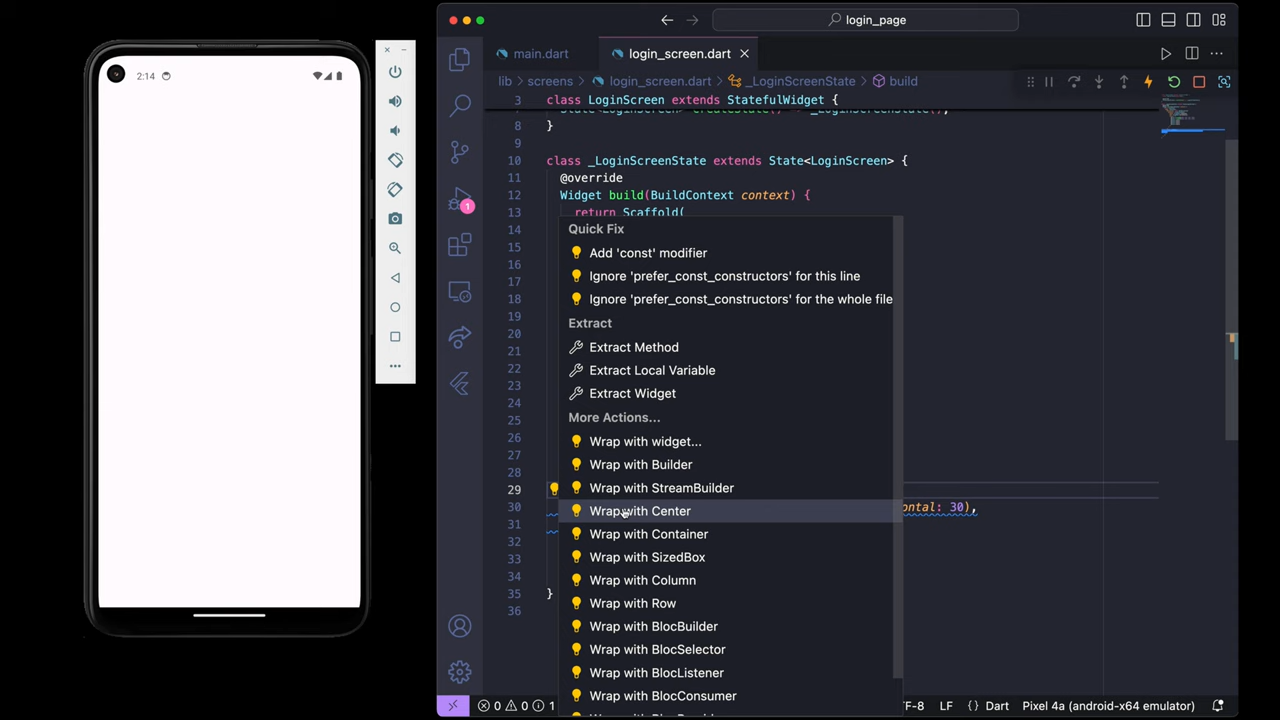 2:14
login_page
main.dart
login_screen.dart
lib > screens > login_screen.dart > _LoginScreenState > build
3 class LoginScreen extends StatefulWidget {
8 }
9
10 class _LoginScreenState extends State<LoginScreen> {
11 @override
12 Widget build(BuildContext context) {
13 return Scaffold(
14
15
16
17
18
19
20
21
22
23
24
25
26
27
28
29
30 ontal: 30),
31
32
33
34
35 }
36
Quick Fix
Add 'const' modifier
Ignore 'prefer_const_constructors' for this line
Ignore 'prefer_const_constructors' for the whole file
Extract
Extract Method
Extract Local Variable
Extract Widget
More Actions...
Wrap with widget...
Wrap with Builder
Wrap with StreamBuilder
Wrap with Center
Wrap with Container
Wrap with SizedBox
Wrap with Column
Wrap with Row
Wrap with BlocBuilder
Wrap with BlocSelector
Wrap with BlocListener
Wrap with BlocConsumer
1
0 0 1
TF-8 LF {} Dart Pixel 4a (android-x64 emulator)